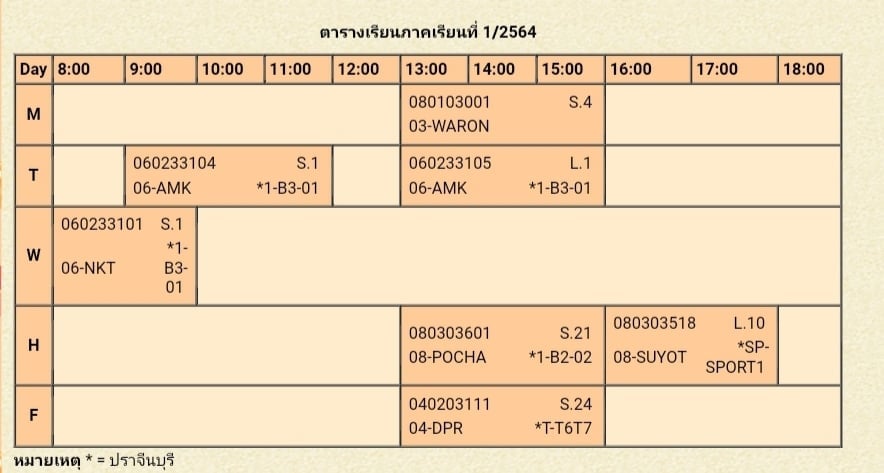 ตารางเรียนภาคเรียนที่ 1/2564
Day 8:00 9:00 10:00 11:00 12:00 13:00 14:00 15:00 16:00 17:00 18:00
M
080103001 S.4
03-WARON
T
060233104 S.1
06-AMK *1-B3-01
060233105 L.1
06-AMK *1-B3-01
W
060233101 S.1
06-NKT *1-
B3-
01
H
080303601 S.21
08-POCHA *1-B2-02
080303518 L.10
08-SUYOT *SP-
SPORT1
F
040203111 S.24
04-DPR *T-T6T7
หมายเหตุ * = ปราจีนบุรี